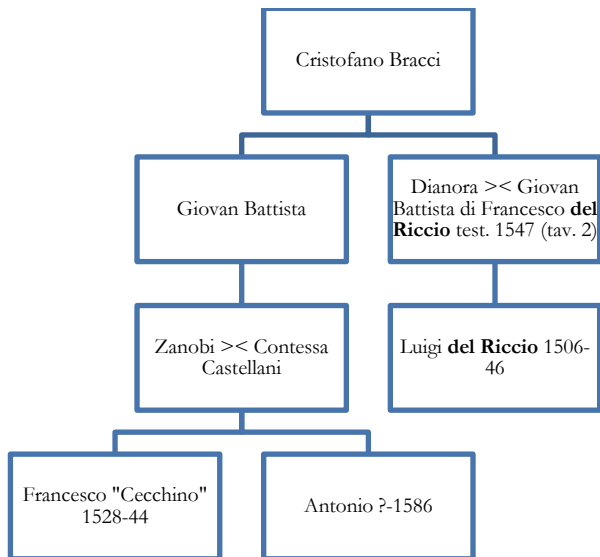 Cristofano Bracci
Giovan Battista
Dianora >< Giovan
Battista di Francesco del
Riccio test. 1547 (tav. 2)
Zanobi >< Contessa
Castellani
Luigi del Riccio 1506-
46
Francesco "Cecchino"
1528-44
Antonio ?-1586